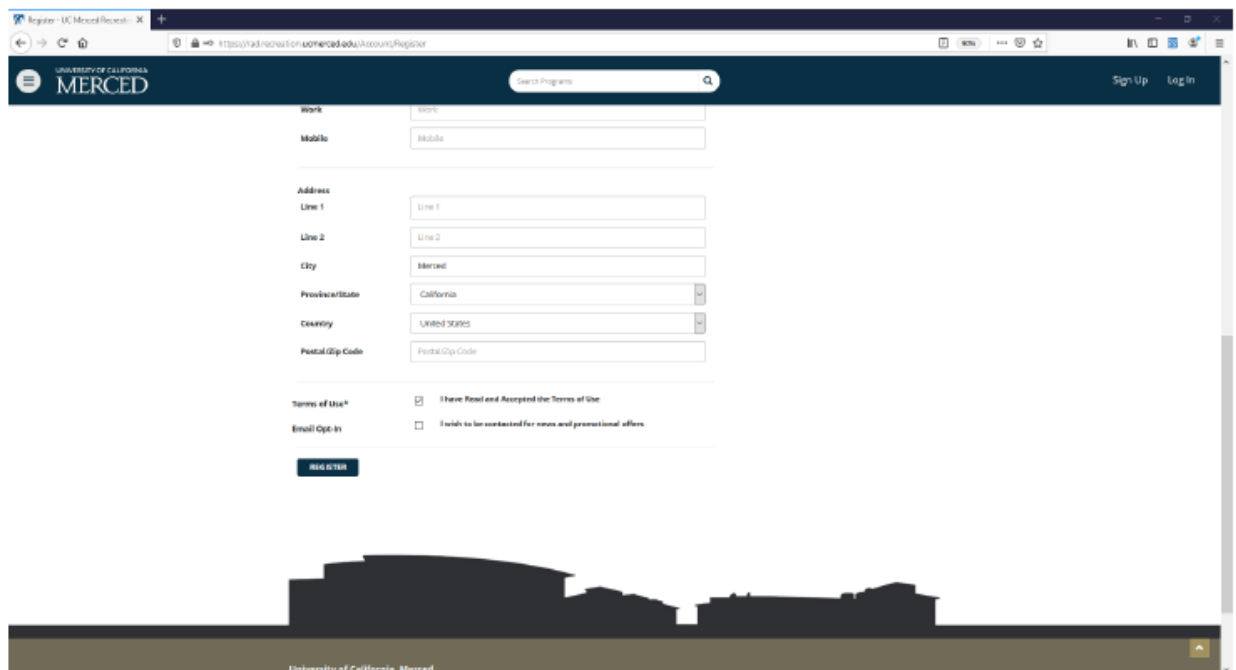 Register - UC Merced Recreati
https://rad.recreation.ucmerced.edu/Account/Register
90%
UNIVERSITY OF CALIFORNIA
MERCED
Search Programs
Sign Up Log In
Work Work
Mobile Mobile
Address
Line 1 Line 1
Line 2 Line 2
City Merced
Province/State California
Country United States
Postal/Zip Code Postal/Zip Code
Terms of Use* I have Read and Accepted the Terms of Use
Email Opt-In I wish to be contacted for news and promotional offers
REGISTER
University of California, Merced